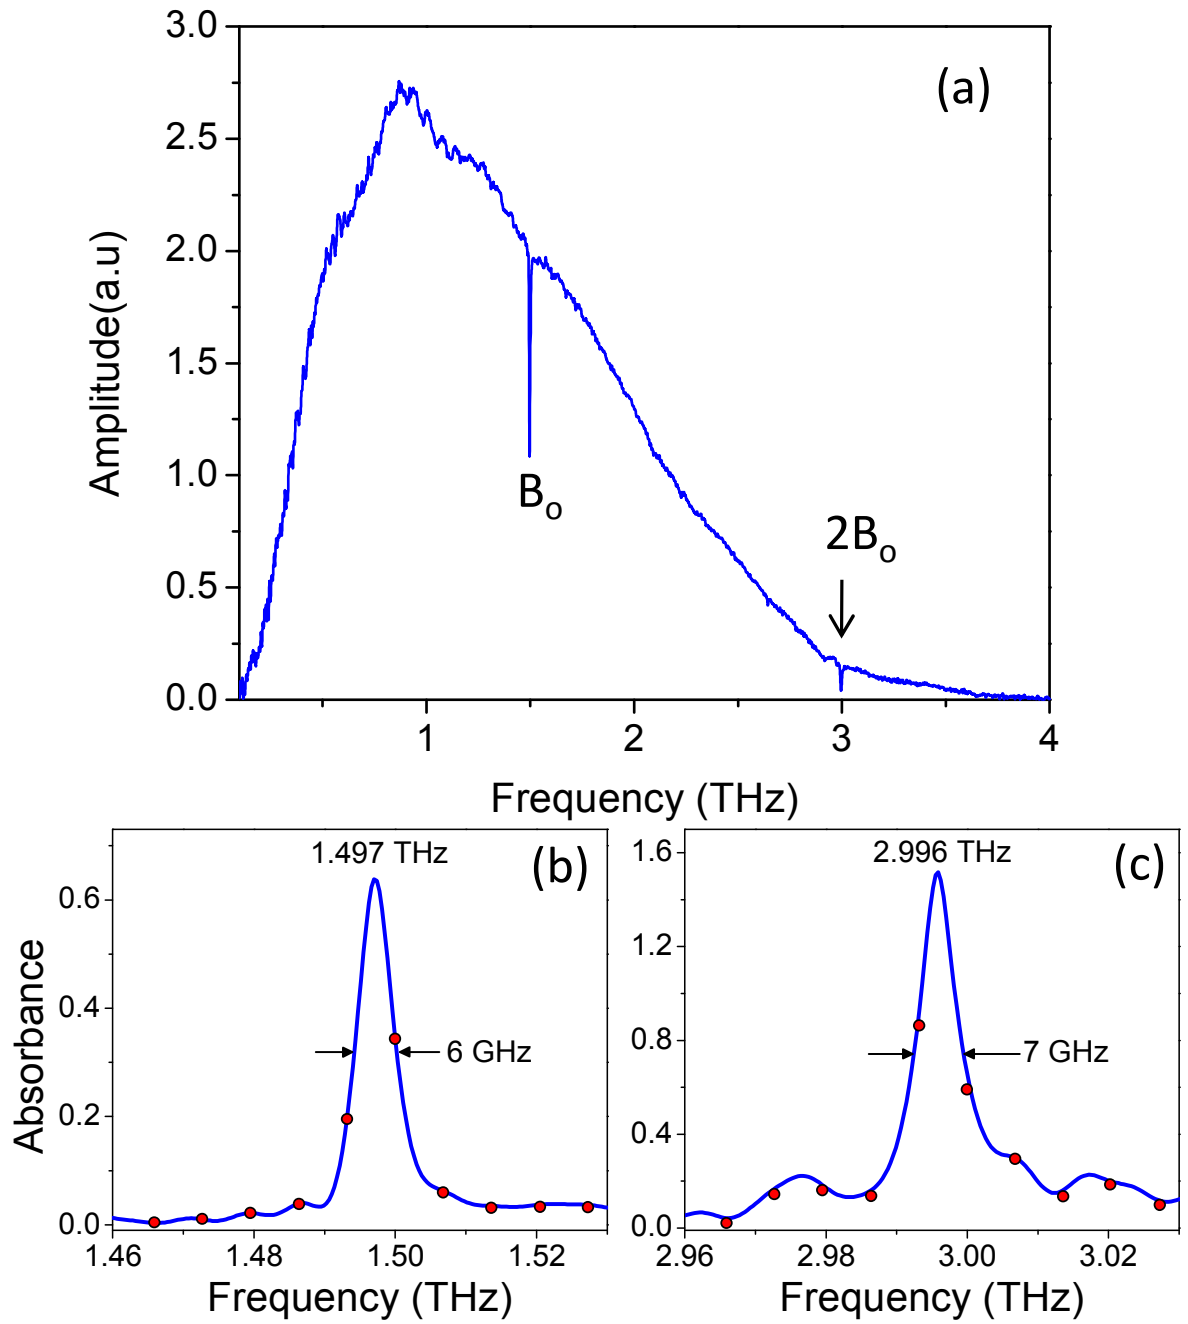 3.0
2.5
2.0
1.5
1.0
0.5
0.0
Amplitude(a.u)
(a)
Bo
2Bo
1 2 3 4
Frequency (THz)
1.497 THz
(b)
6 GHz
0.6
0.4
0.2
0.0
Absorbance
1.46 1.48 1.50 1.52
Frequency (THz)
2.996 THz
(c)
7 GHz
1.6
1.2
0.8
0.4
0.0
2.96 2.98 3.00 3.02
Frequency (THz)